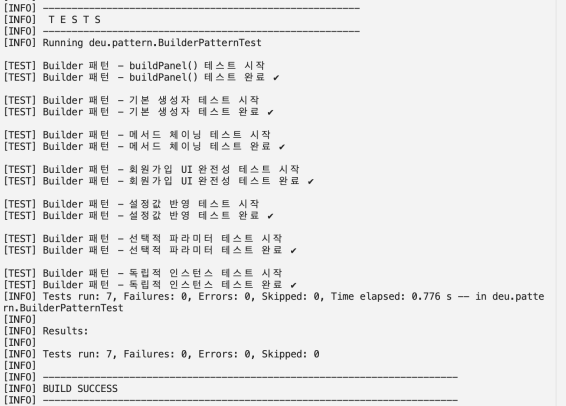 [INFO] -------------------------------------------------------
[INFO]  T E S T S
[INFO] -------------------------------------------------------
[INFO] Running deu.pattern.BuilderPatternTest
[TEST] Builder 패턴 – buildPanel() 테스트 시작
[TEST] Builder 패턴 – buildPanel() 테스트 완료 ✔
[TEST] Builder 패턴 – 기본 생성자 테스트 시작
[TEST] Builder 패턴 – 기본 생성자 테스트 완료 ✔
[TEST] Builder 패턴 – 메서드 체이닝 테스트 시작
[TEST] Builder 패턴 – 메서드 체이닝 테스트 완료 ✔
[TEST] Builder 패턴 – 회원가입 UI 완전성 테스트 시작
[TEST] Builder 패턴 – 회원가입 UI 완전성 테스트 완료 ✔
[TEST] Builder 패턴 – 설정값 반영 테스트 시작
[TEST] Builder 패턴 – 설정값 반영 테스트 완료 ✔
[TEST] Builder 패턴 – 선택적 파라미터 테스트 시작
[TEST] Builder 패턴 – 선택적 파라미터 테스트 완료 ✔
[TEST] Builder 패턴 – 독립적 인스턴스 테스트 시작
[TEST] Builder 패턴 – 독립적 인스턴스 테스트 완료 ✔
[INFO] Tests run: 7, Failures: 0, Errors: 0, Skipped: 0, Time elapsed: 0.776 s -- in deu.patte
rn.BuilderPatternTest
[INFO]
[INFO] Results:
[INFO]
[INFO] Tests run: 7, Failures: 0, Errors: 0, Skipped: 0
[INFO]
[INFO] ------------------------------------------------------------------------
[INFO] BUILD SUCCESS
[INFO] ------------------------------------------------------------------------